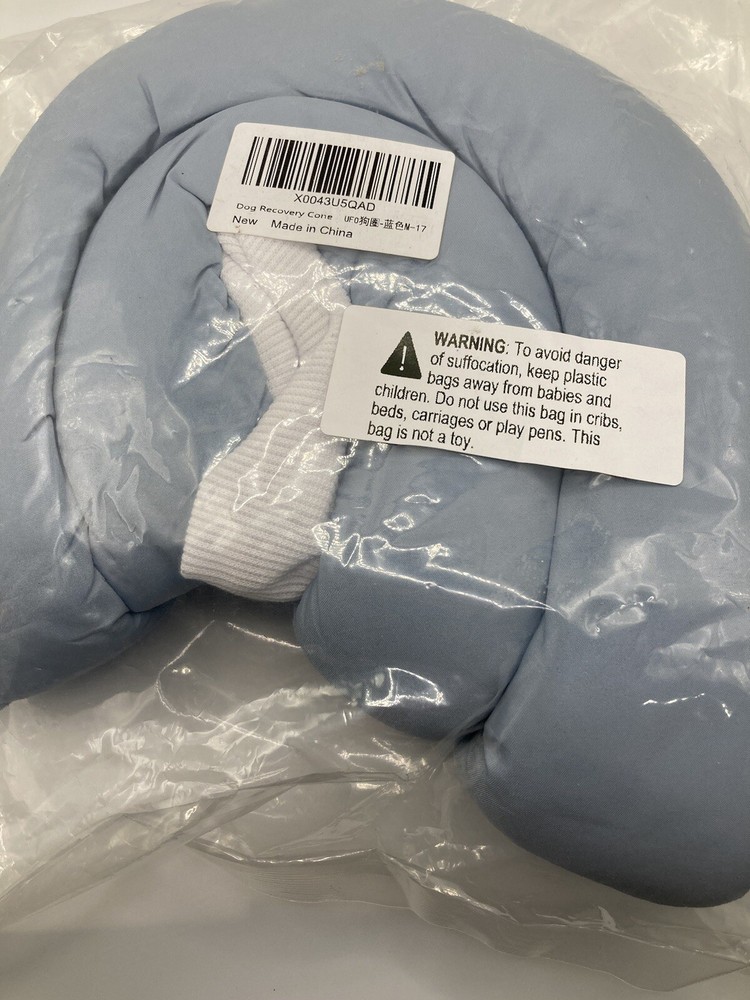 X0043U5QAD
Dog Recovery Cone UFO狗圈-蓝色M-17
New Made in China
WARNING: To avoid danger
of suffocation, keep plastic
bags away from babies and
children. Do not use this bag in cribs,
beds, carriages or play pens. This
bag is not a toy.